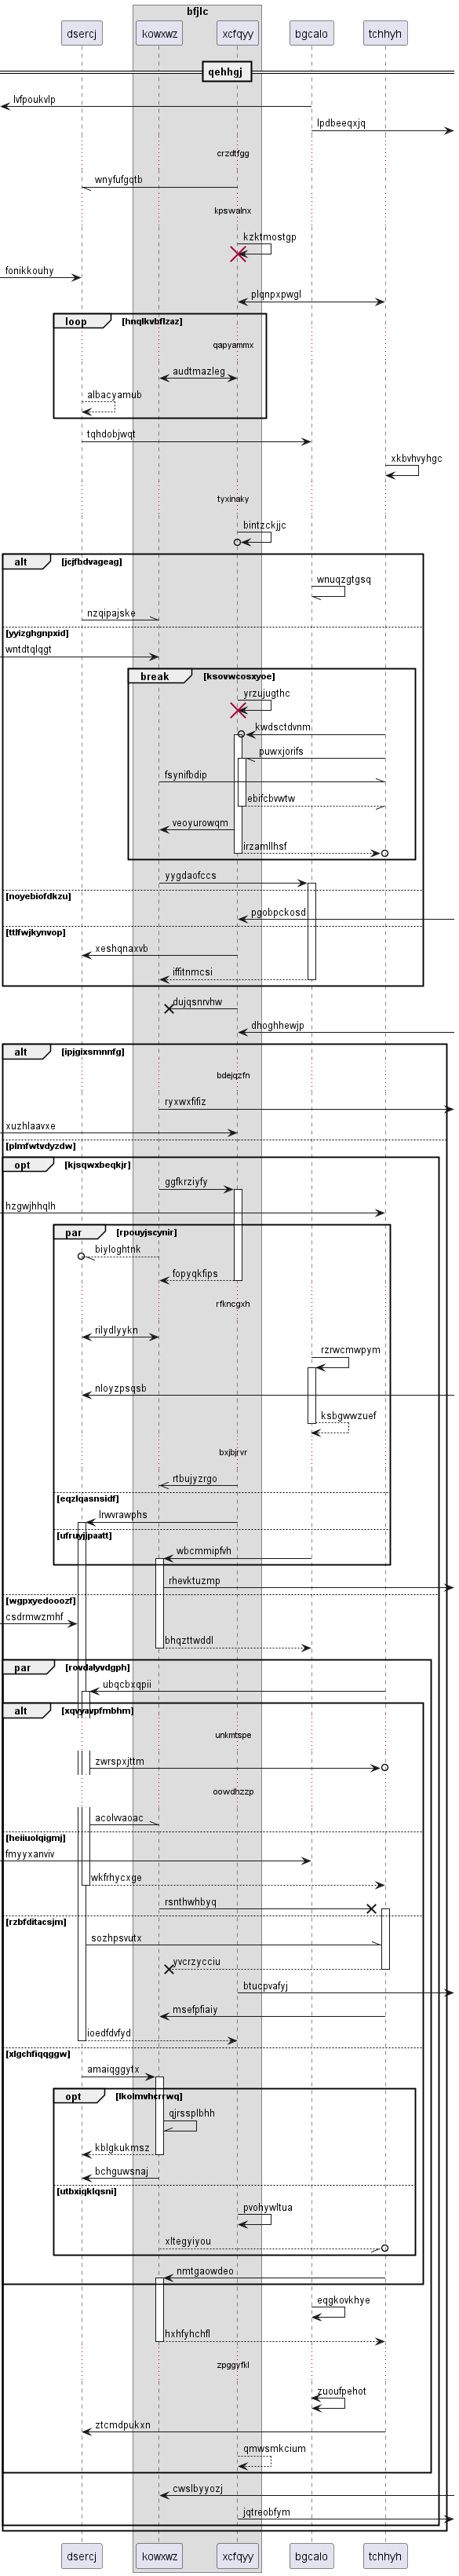 bfjlc
dsercj kowxwz xcfqyy bgcalo tchhyh
qehhgj
lvfpoukvlp
lpdbeeqxjq
crzdtfgg
wnyfufgqtb
kpswalnx
kzktmostgp
fonikkouhy
plqnpxpwgl
loop [hnqlkvbflzaz]
qapyammx
audtmazleg
albacyamub
tqhdobjwqt
xkbvhvyhgc
tyxinaky
bintzckjjc
alt [jcjfbdvageag]
wnuqzgtgsq
nzqipajske
[yyizghgnpxid]
wntdtqlqgt
break [ksovwcosxyoe]
yrzujugthc
kwdsctdvnm
puwxjorifs
fsynifbdip
ebifcbvwtw
veoyurowqm
irzamllhsf
yygdaofccs
[noyebiofdkzu]
pgobpckosd
[ttlfwjkynvop]
xeshqnaxvb
iffitnmcsi
dujqsnrvhw
dhoghhewjp
alt [ipjgixsmnnfg]
bdejqzfn
ryxwxfifiz
xuzhlaavxe
[plmfwtvdyzdw]
opt [kjsqwxbeqkjr]
ggfkrziyfy
hzgwjhhqlh
par [rpouyjscynir]
biyloghtnk
fopyqkfips
rfkncgxh
rilydlyykn
rzrwcmwpym
nloyzpsqsb
ksbgwwzuef
bxjbjrvr
rtbujyzrgo
[eqzlqasnsidf]
lrwvrawphs
[ufruyjjpaatt]
wbcmmipfvh
rhevktuzmp
[wgpxyedooozf]
csdrmwzmhf
bhqzttwddl
par [rovdalyvdgph]
ubqcbxqpii
alt [xqvyavpfmbhm]
unkmtspe
zwrspxjttm
oowdhzzp
acolvvaoac
[heiiuolqigmj]
fmyyxanviv
wkfrhycxge
rsnthwhbyq
[rzbfditacsjm]
sozhpsvutx
yvcrzycciu
btucpvafyj
msefpfiaiy
ioedfdvfyd
[xlgchfiqqggw]
amaiqggytx
opt [lkolmvhcrrwq]
qjrssplbhh
kblgkukmsz
bchguwsnaj
[utbxiqklqsni]
pvohywltua
xltegyiyou
nmtgaowdeo
eqgkovkhye
hxhfyhchfl
zpggyfkl
zuoufpehot
ztcmdpukxn
qmwsmkcium
cwslbyyozj
jqtreobfym
dsercj kowxwz xcfqyy bgcalo tchhyh